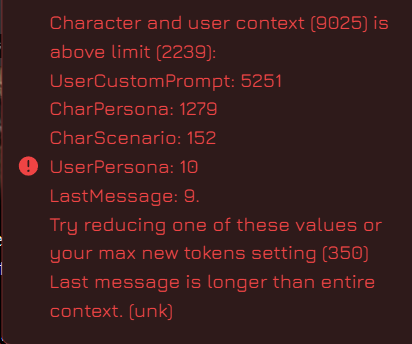 Character and user context (9025) is
above limit (2239):
UserCustomPrompt: 5251
CharPersona: 1279
CharScenario: 152
UserPersona: 10
LastMessage: 9.
Try reducing one of these values or
your max new tokens setting (350)
Last message is longer than entire
context. (unk)